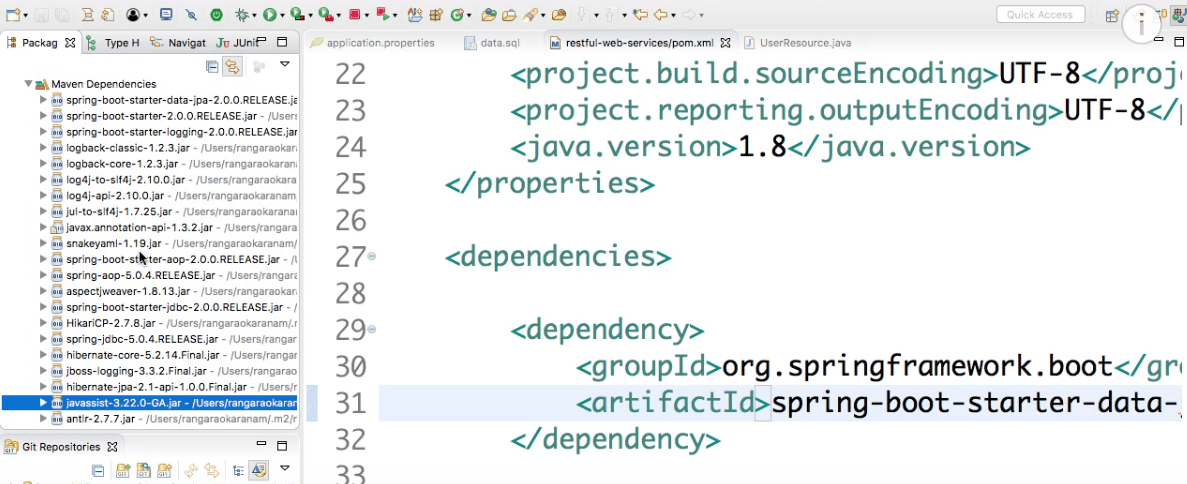 Quick Access
Packag
Type H
Navigat
JUnit
application.properties
data.sql
restful-web-services/pom.xml
UserResource.java
Maven Dependencies
spring-boot-starter-data-jpa-2.0.0.RELEASE.ja
spring-boot-starter-2.0.0.RELEASE.jar - /Users
spring-boot-starter-logging-2.0.0.RELEASE.jar
logback-classic-1.2.3.jar - /Users/rangaraokaran
logback-core-1.2.3.jar - /Users/rangaraokaranam
log4j-to-slf4j-2.10.0.jar - /Users/rangaraokaran
log4j-api-2.10.0.jar - /Users/rangaraokaranam/
jul-to-slf4j-1.7.25.jar - /Users/rangaraokaranam
javax.annotation-api-1.3.2.jar - /Users/rangarao
snakeyaml-1.19.jar - /Users/rangaraokaranam/
spring-boot-starter-aop-2.0.0.RELEASE.jar - /U
spring-aop-5.0.4.RELEASE.jar - /Users/rangarao
aspectjweaver-1.8.13.jar - /Users/rangaraokaran
spring-boot-starter-jdbc-2.0.0.RELEASE.jar - /
HikariCP-2.7.8.jar - /Users/rangaraokaranam/.m
spring-jdbc-5.0.4.RELEASE.jar - /Users/rangara
hibernate-core-5.2.14.Final.jar - /Users/rangarao
jboss-logging-3.3.2.Final.jar - /Users/rangaraok
hibernate-jpa-2.1-api-1.0.0.Final.jar - /Users/ran
javassist-3.22.0-GA.jar - /Users/rangaraokaran
antlr-2.7.7.jar - /Users/rangaraokaranam/.m2/r
Git Repositories
22 <project.build.sourceEncoding>UTF-8</proj
23 <project.reporting.outputEncoding>UTF-8</
24 <java.version>1.8</java.version>
25 </properties>
26
27 <dependencies>
28
29 <dependency>
30 <groupId>org.springframework.boot</gr
31 <artifactId>spring-boot-starter-data-
32 </dependency>
33